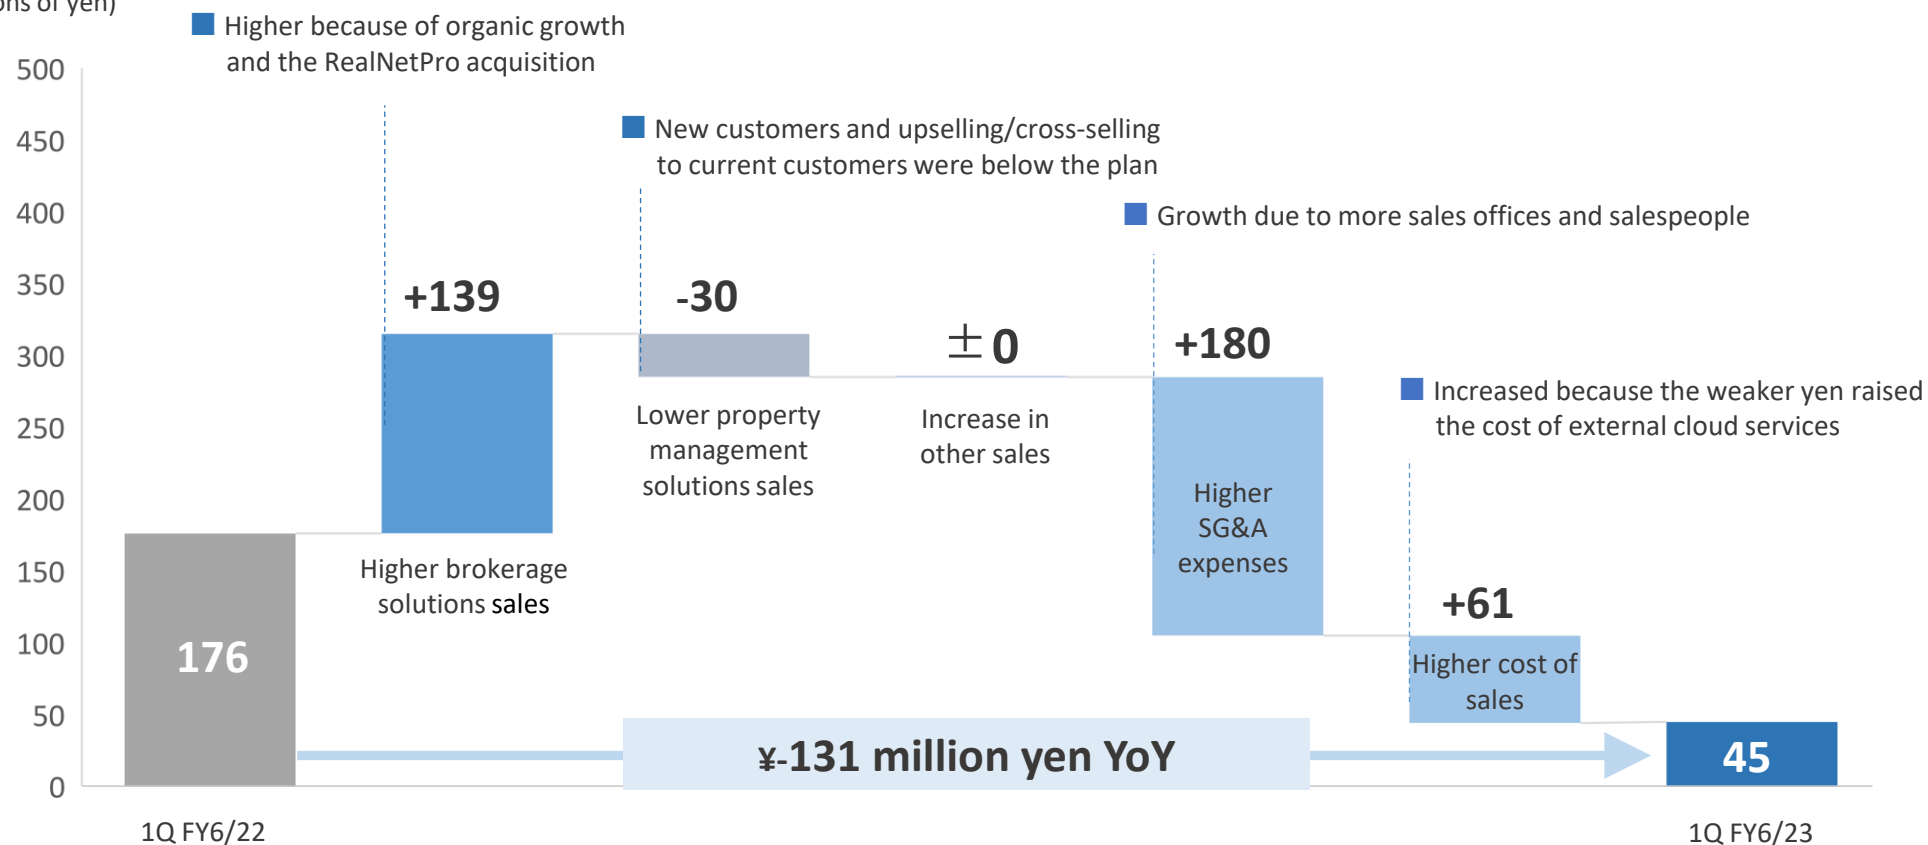 ons of yen)
Higher because of organic growth
and the RealNetPro acquisition
New customers and upselling/cross-selling
to current customers were below the plan
Growth due to more sales offices and salespeople
Increased because the weaker yen raised
the cost of external cloud services
500
450
400
350
300
250
200
150
100
50
0
176
+139
Higher brokerage
solutions sales
-30
Lower property
management
solutions sales
±0
Increase in
other sales
+180
Higher
SG&A
expenses
+61
Higher cost of
sales
45
¥-131 million yen YoY
1Q FY6/22
1Q FY6/23